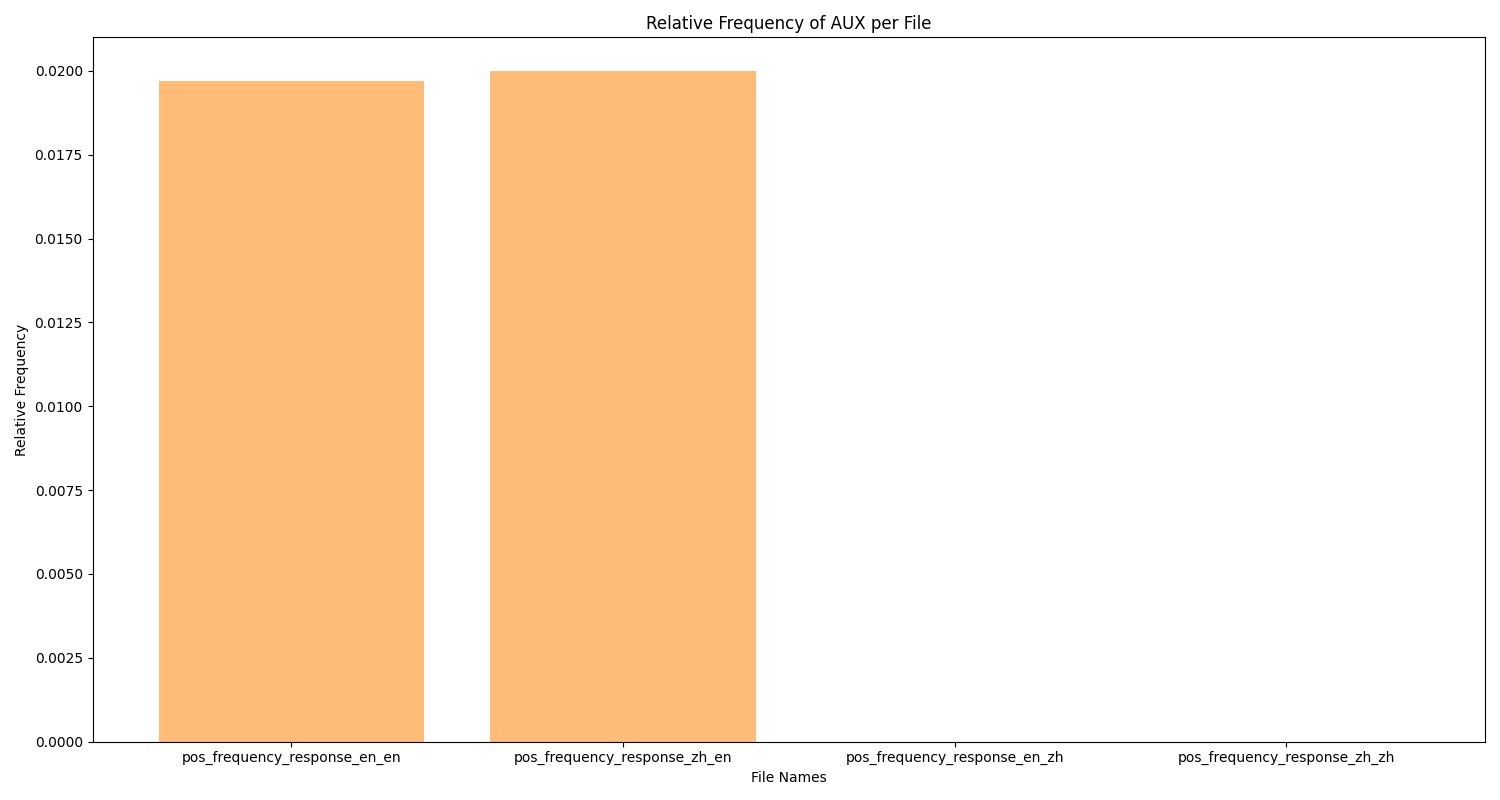 Relative Frequency of AUX per File
0.0200
0.0175
0.0150
0.0125
0.0100
0.0075
0.0050
0.0025
0.0000
Relative Frequency
pos_frequency_response_en_en pos_frequency_response_zh_en pos_frequency_response_en_zh pos_frequency_response_zh_zh
File Names